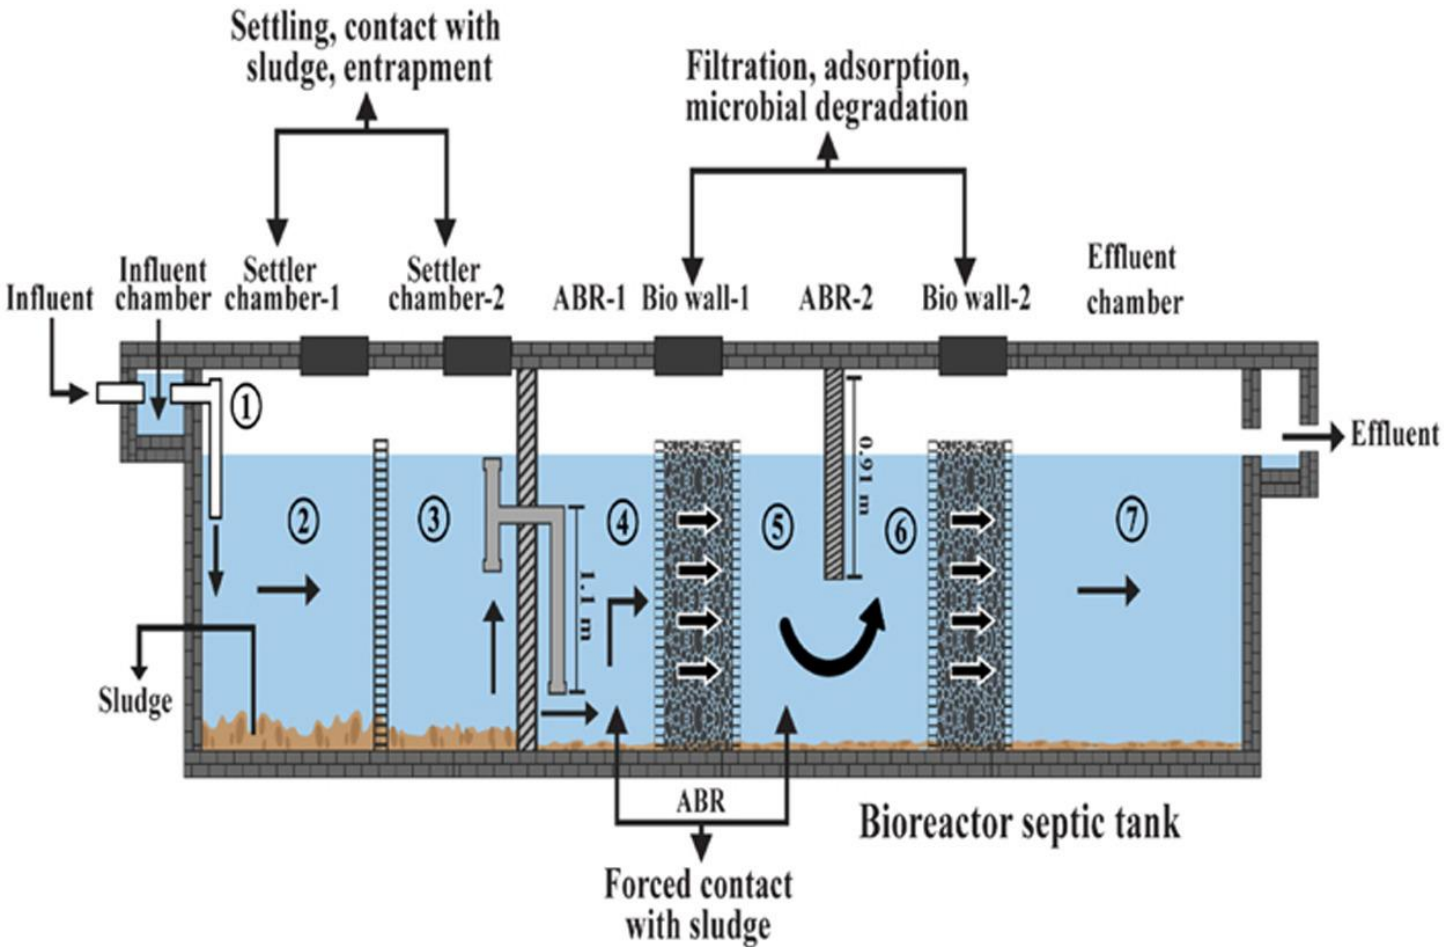 Settling, contact with
sludge, entrapment
Filtration, adsorption,
microbial degradation
Influent
Influent
chamber
Settler
chamber-1
Settler
chamber-2
ABR-1
Bio wall-1
ABR-2
Bio wall-2
Effluent
chamber
1
2
3
4
5
6
7
0.91 m
1.1 m
Effluent
Sludge
ABR
Bioreactor septic tank
Forced contact
with sludge